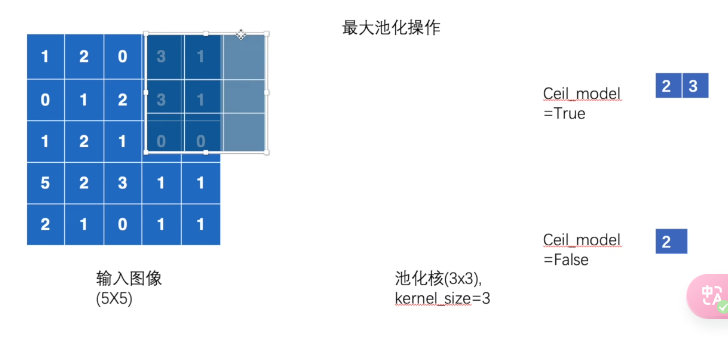 最大池化操作
1 2 0 3 1
0 1 2 3 1
1 2 1 0 0
5 2 3 1 1
2 1 0 1 1
输入图像
(5X5)
池化核(3x3),
kernel_size=3
Ceil_model
=True
2 3
Ceil_model
=False
2
中 A